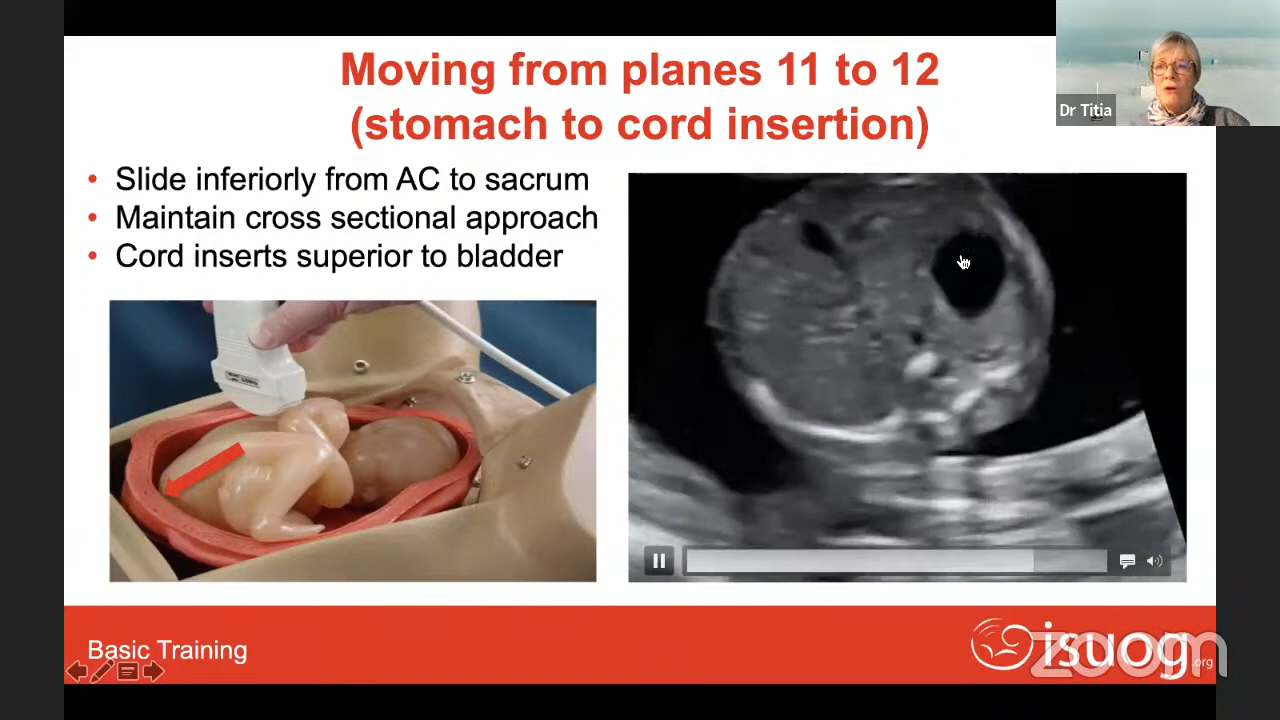 Moving from planes 11 to 12
(stomach to cord insertion)
Dr Titia
• Slide inferiorly from AC to sacrum
• Maintain cross sectional approach
• Cord inserts superior to bladder
Basic Training
isuog
.org
zoom